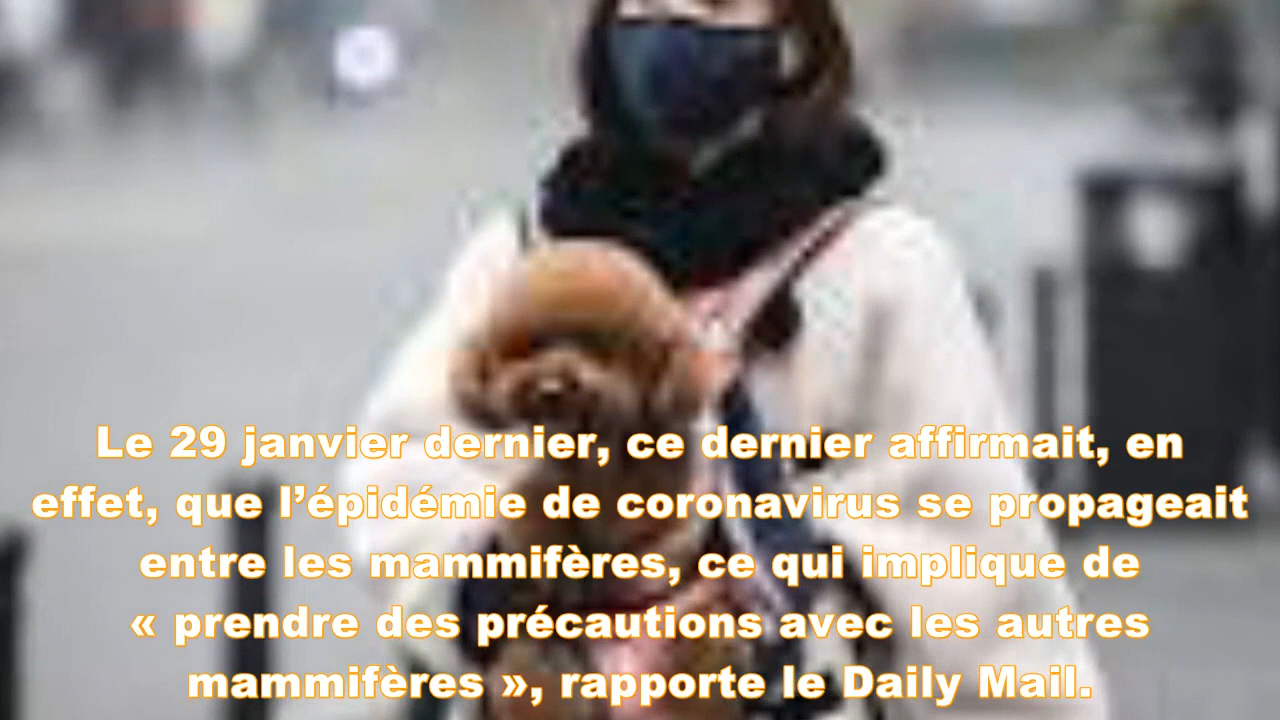 Le 29 janvier dernier, ce dernier affirmait, en
effet, que l’épidémie de coronavirus se propageait
entre les mammifères, ce qui implique de
« prendre des précautions avec les autres
mammifères », rapporte le Daily Mail.